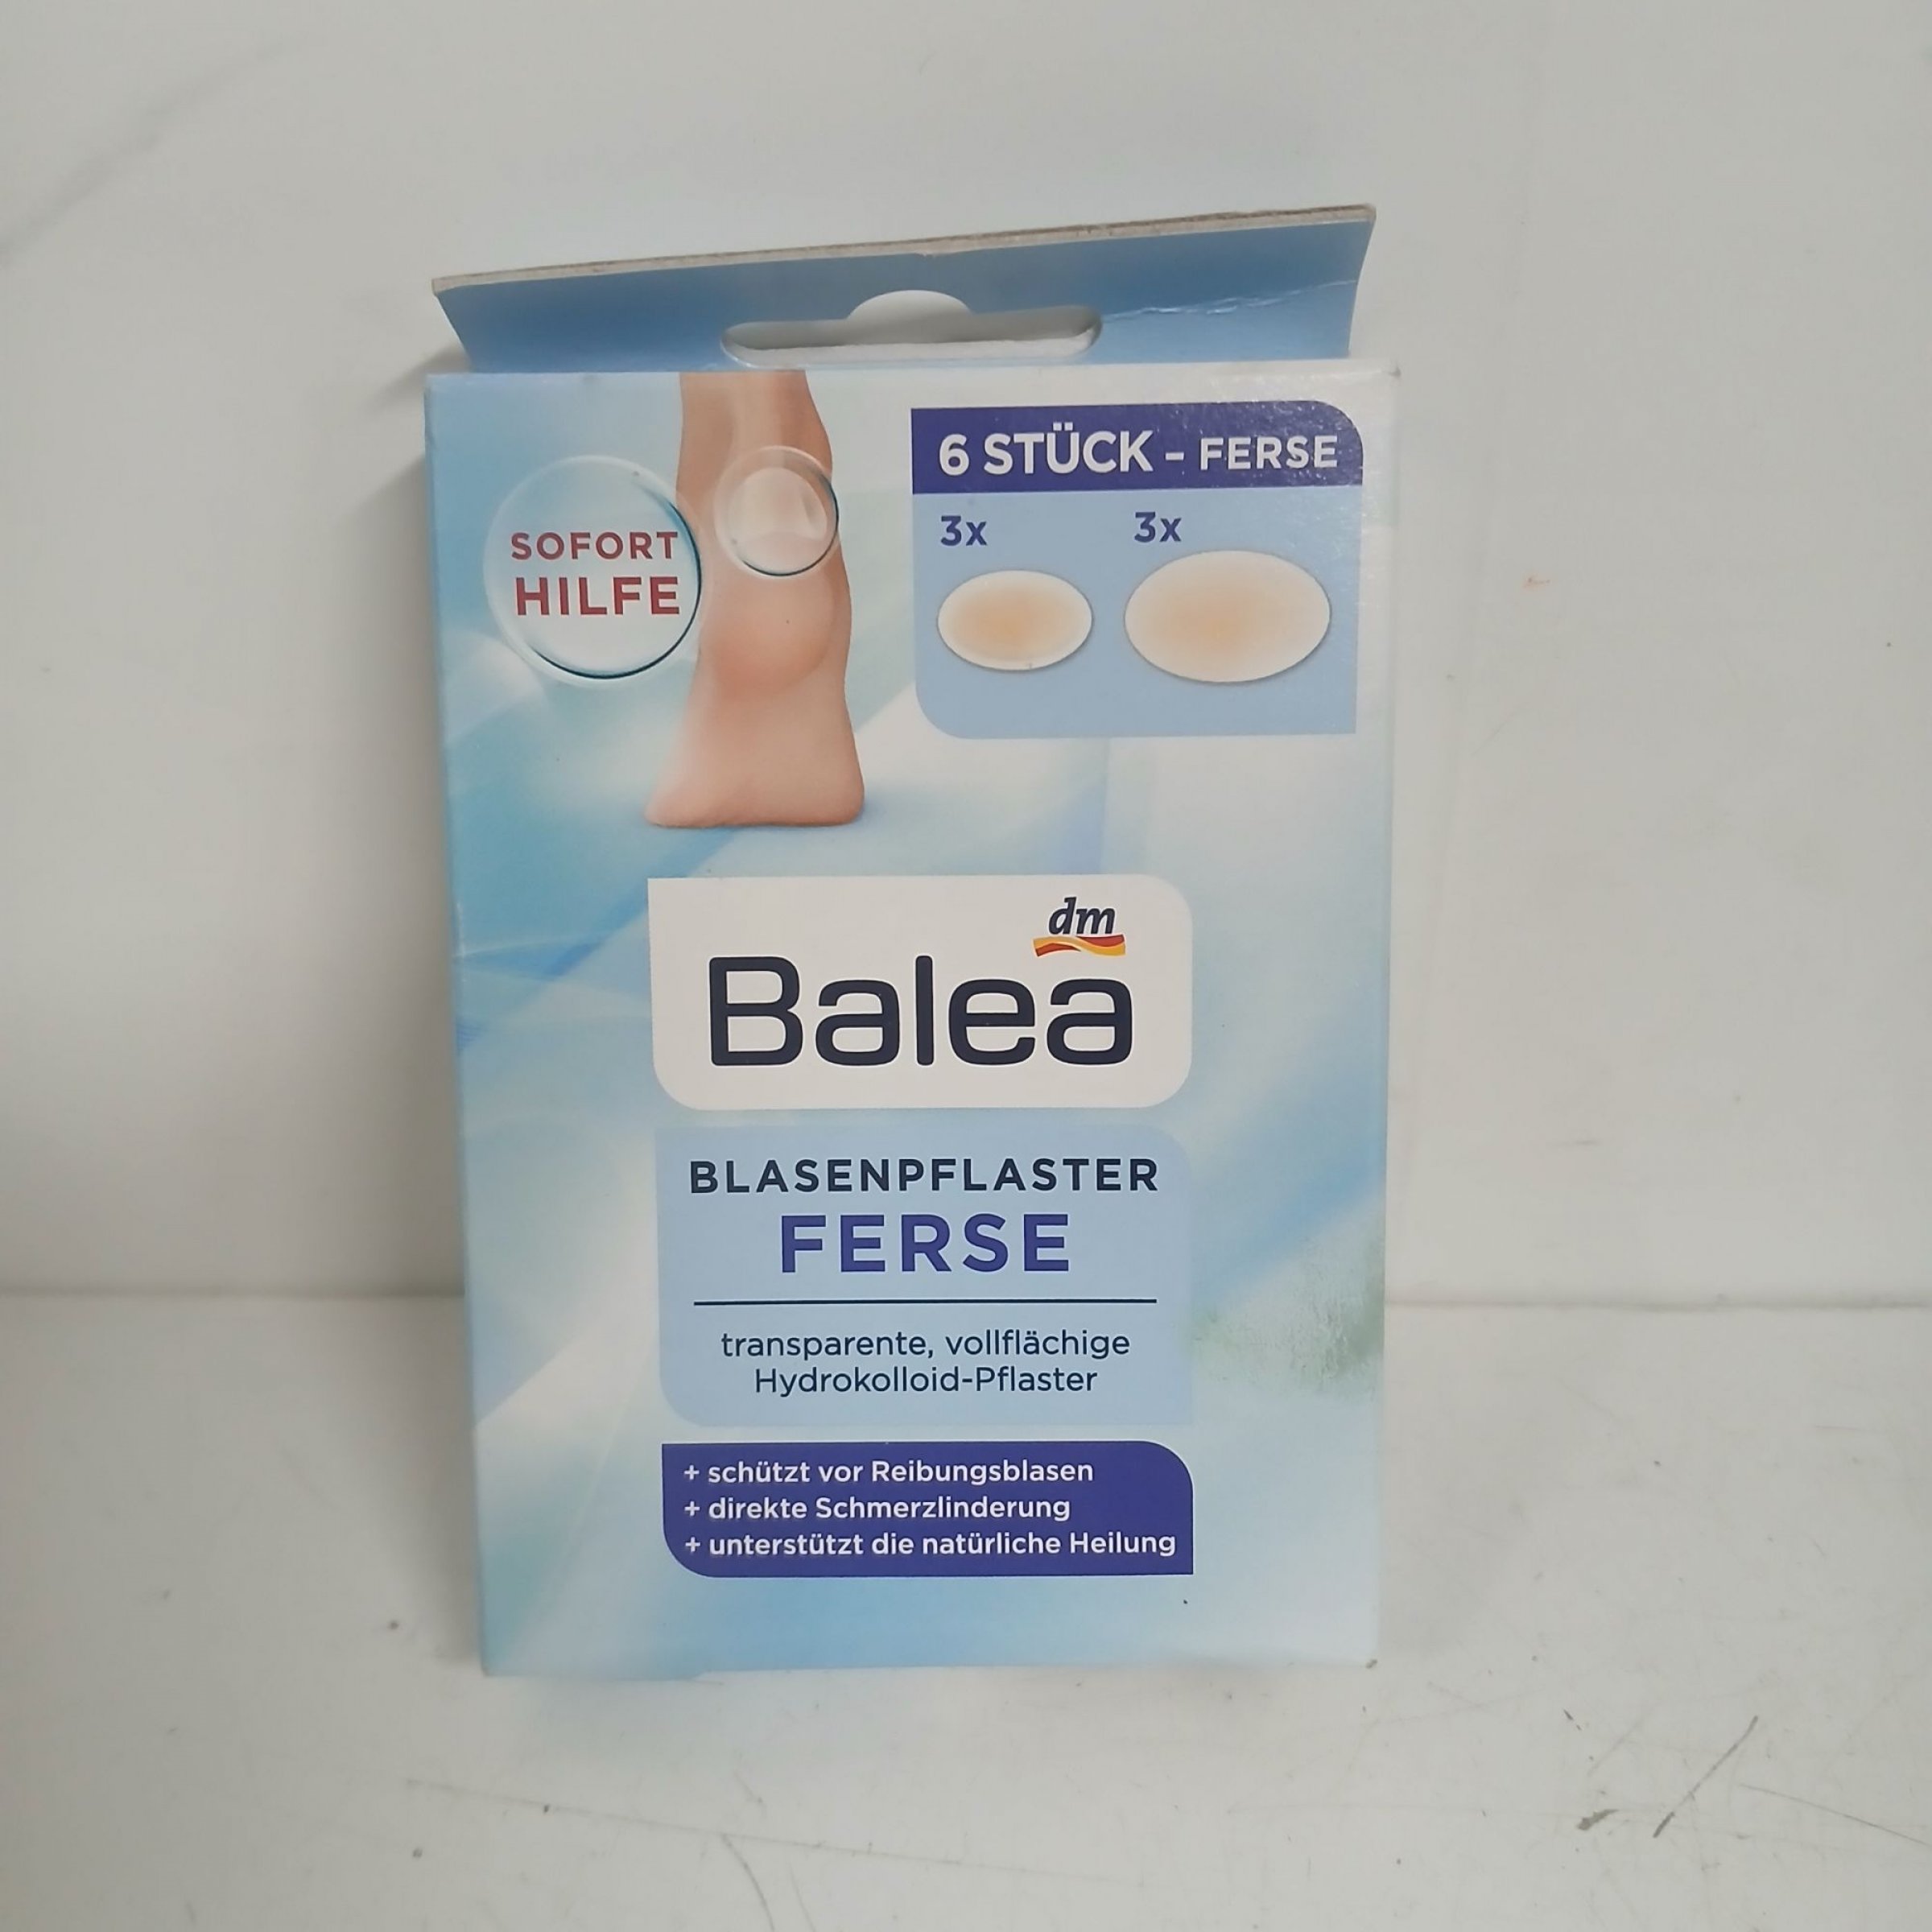 SOFORT
HILFE
6 STÜCK - FERSE
3x 3x
dm
Balea
BLASENPFLASTER
FERSE
transparente, vollflächige
Hydrokolloid-Pflaster
+ schützt vor Reibungsblasen
+ direkte Schmerzlinderung
+ unterstützt die natürliche Heilung